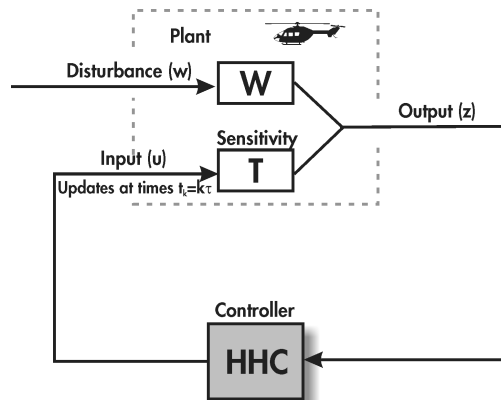 Plant
Disturbance (w)
W
Output (z)
Sensitivity
Input (u)
T
Updates at times tₖ=kτ
Controller
HHC